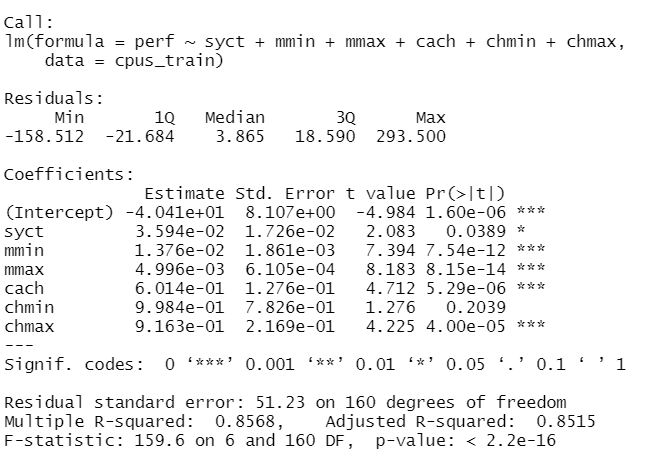 Call:
lm(formula = perf ~ syct + mmin + mmax + cach + chmin + chmax,
    data = cpus_train)

Residuals:
     Min       1Q   Median       3Q      Max
-158.512  -21.684    3.865   18.590  293.500

Coefficients:
              Estimate Std. Error t value Pr(>|t|)
(Intercept) -4.041e+01  8.107e+00  -4.984 1.60e-06 ***
syct         3.594e-02  1.726e-02   2.083   0.0389 *
mmin         1.376e-02  1.861e-03   7.394 7.54e-12 ***
mmax         4.996e-03  6.105e-04   8.183 8.15e-14 ***
cach         6.014e-01  1.276e-01   4.712 5.29e-06 ***
chmin        9.984e-01  7.826e-01   1.276   0.2039
chmax        9.163e-01  2.169e-01   4.225 4.00e-05 ***
---
Signif. codes:  0 ‘***’ 0.001 ‘**’ 0.01 ‘*’ 0.05 ‘.’ 0.1 ‘ ’ 1

Residual standard error: 51.23 on 160 degrees of freedom
Multiple R-squared:  0.8568,    Adjusted R-squared:  0.8515
F-statistic: 159.6 on 6 and 160 DF,  p-value: < 2.2e-16